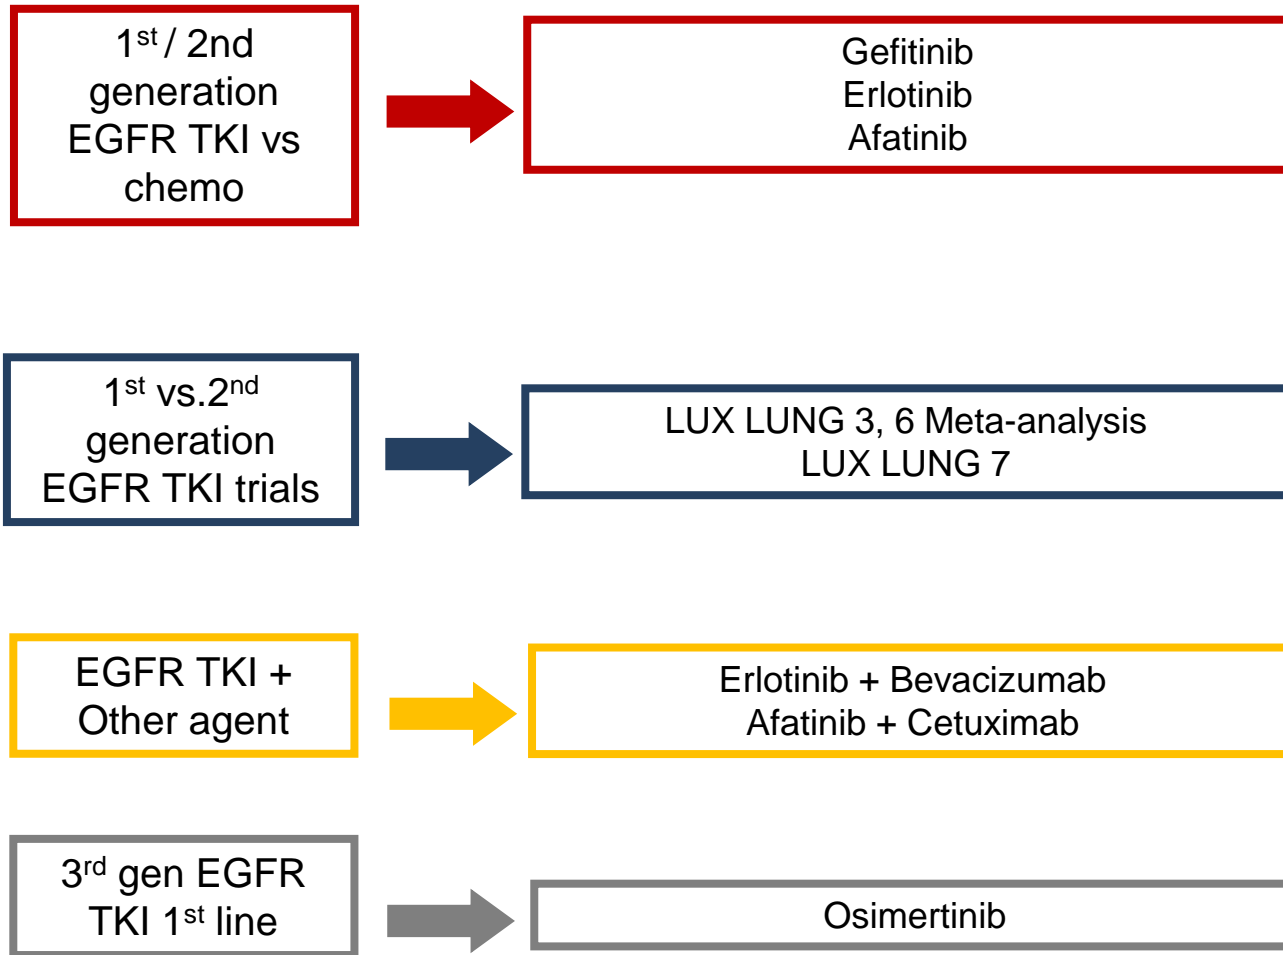 1st / 2nd
generation
EGFR TKI vs
chemo
Gefitinib
Erlotinib
Afatinib
1st vs.2nd
generation
EGFR TKI trials
LUX LUNG 3, 6 Meta-analysis
LUX LUNG 7
EGFR TKI +
Other agent
Erlotinib + Bevacizumab
Afatinib + Cetuximab
3rd gen EGFR
TKI 1st line
Osimertinib